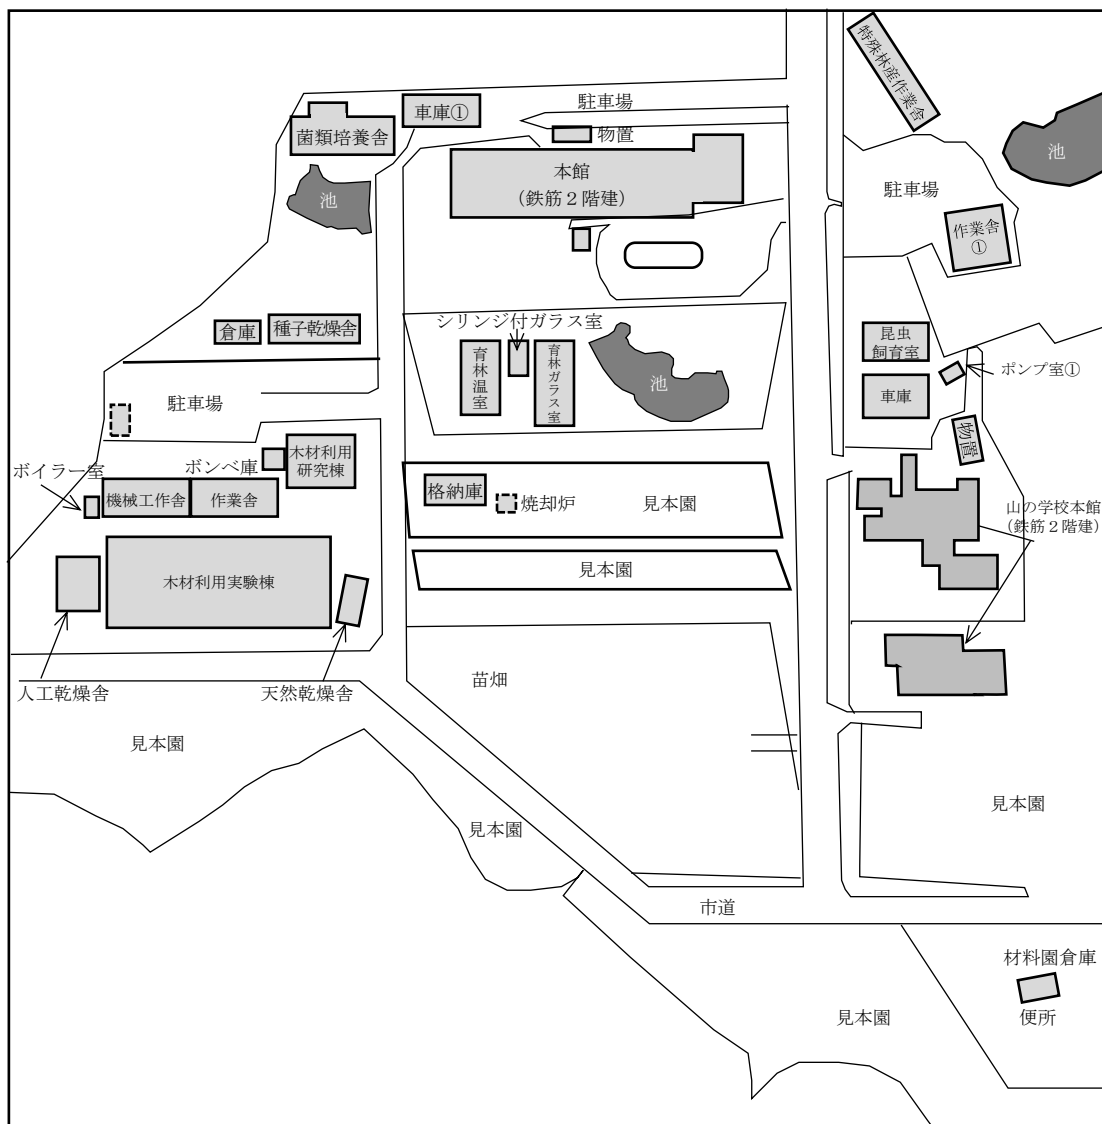 特殊林産作業舎
駐車場
車庫①
物置
菌類培養舎
池
本館
(鉄筋２階建)
池
駐車場
作業舎
①
シリンジ付ガラス室
倉庫
種子乾燥舎
育林温室
育林ガラス室
池
昆虫
飼育室
ポンプ室①
車庫
駐車場
物置
木材利用
研究棟
ボイラー室
ボンベ庫
機械工作舎
作業舎
格納庫
焼却炉
見本園
山の学校本館
(鉄筋２階建)
見本園
木材利用実験棟
人工乾燥舎
天然乾燥舎
苗畑
見本園
見本園
見本園
市道
材料園倉庫
見本園
便所